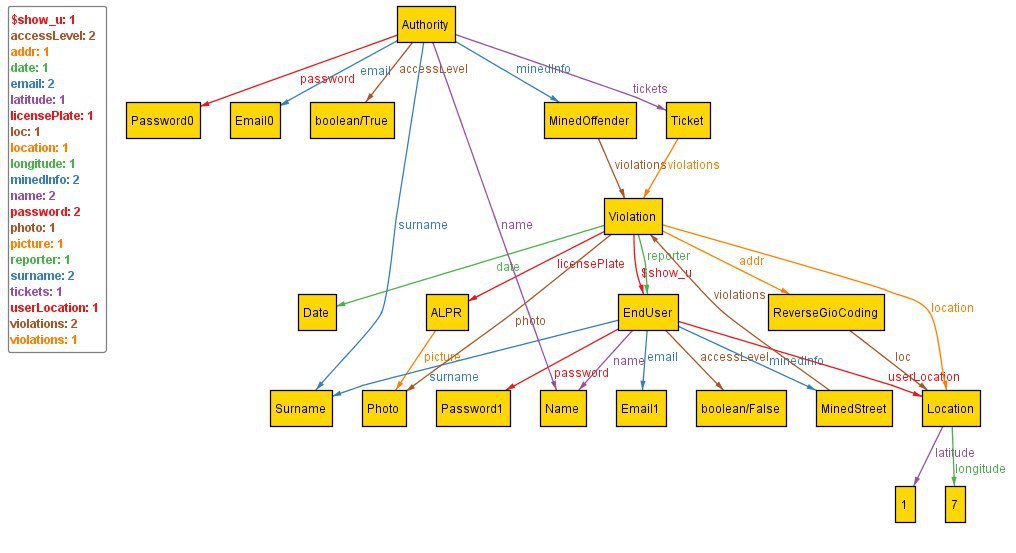 $show_u: 1
accessLevel: 2
addr: 1
date: 1
email: 2
latitude: 1
licensePlate: 1
loc: 1
location: 1
longitude: 1
minedInfo: 2
name: 2
password: 2
photo: 1
picture: 1
reporter: 1
surname: 2
tickets: 1
userLocation: 1
violations: 2
violations: 1
Authority
password
email
accessLevel
minedInfo
tickets
Password0
Email0
boolean/True
MinedOffender
Ticket
violations
violations
Violation
surname
name
date
licensePlate
reporter
$show_u
addr
violations
location
Date
ALPR
photo
EndUser
ReverseGioCoding
picture
surname
password
name
email
accessLevel
minedInfo
loc
userLocation
Surname
Photo
Password1
Name
Email1
boolean/False
MinedStreet
Location
latitude
longitude
1
7